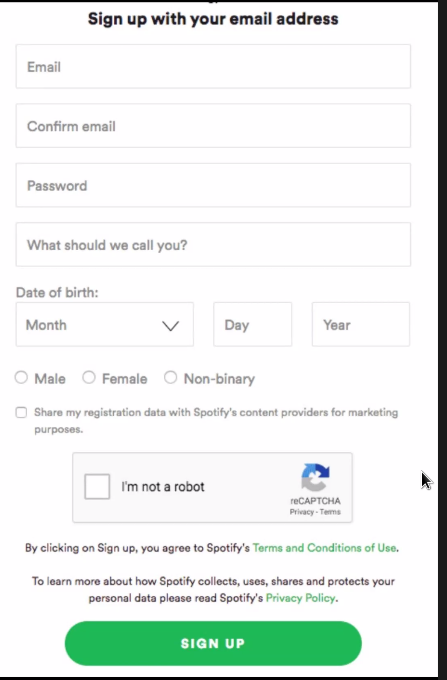 Sign up with your email address
Email
Confirm email
Password
What should we call you?
Date of birth:
Month
Day
Year
Male
Female
Non-binary
Share my registration data with Spotify's content providers for marketing
purposes.
I'm not a robot
reCAPTCHA
Privacy - Terms
By clicking on Sign up, you agree to Spotify's Terms and Conditions of Use.
To learn more about how Spotify collects, uses, shares and protects your
personal data please read Spotify's Privacy Policy.
SIGN UP